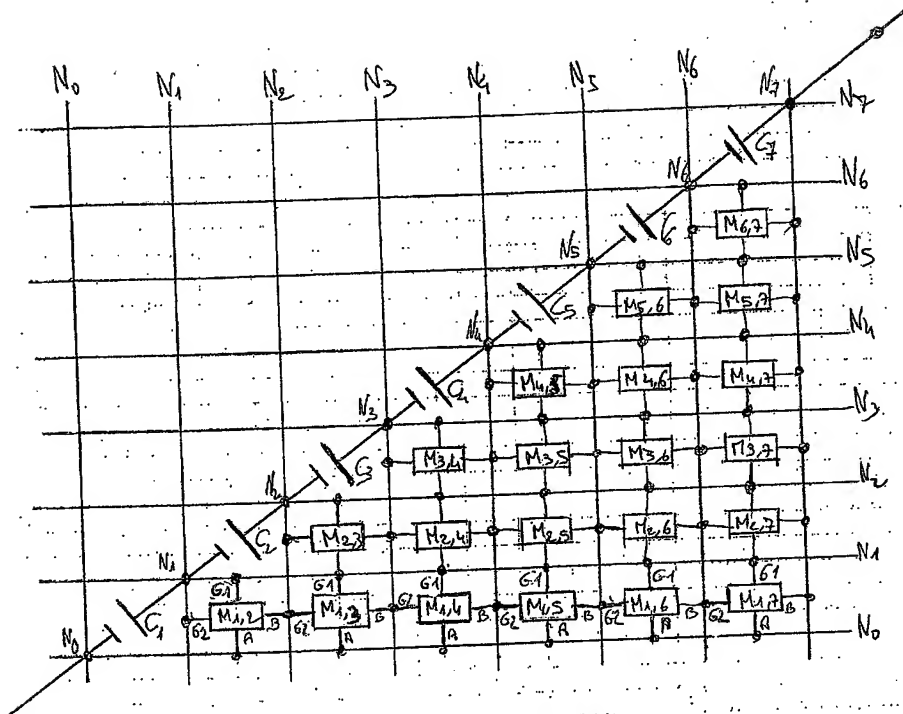 N0 N1 N2 N3 N4 N5 N6 N7 N7
C7
N6 N6
M6,7
C6
N5 N5
M5,6 M5,7
C5
N4 N4
M4,5 M4,6 M4,7
C4
N3 N3
M3,4 M3,5 M3,6 M3,7
C3
N2 N2
M2,3 M2,4 M2,5 M2,6 M2,7
C2
N1 N1
G1 G1 G1 G1 G1 G1
G2 M1,2 B G2 M1,3 B G2 M1,4 B G2 M1,5 B G2 M1,6 B G2 M1,7 B
C1
A A A A A A
N0 N0